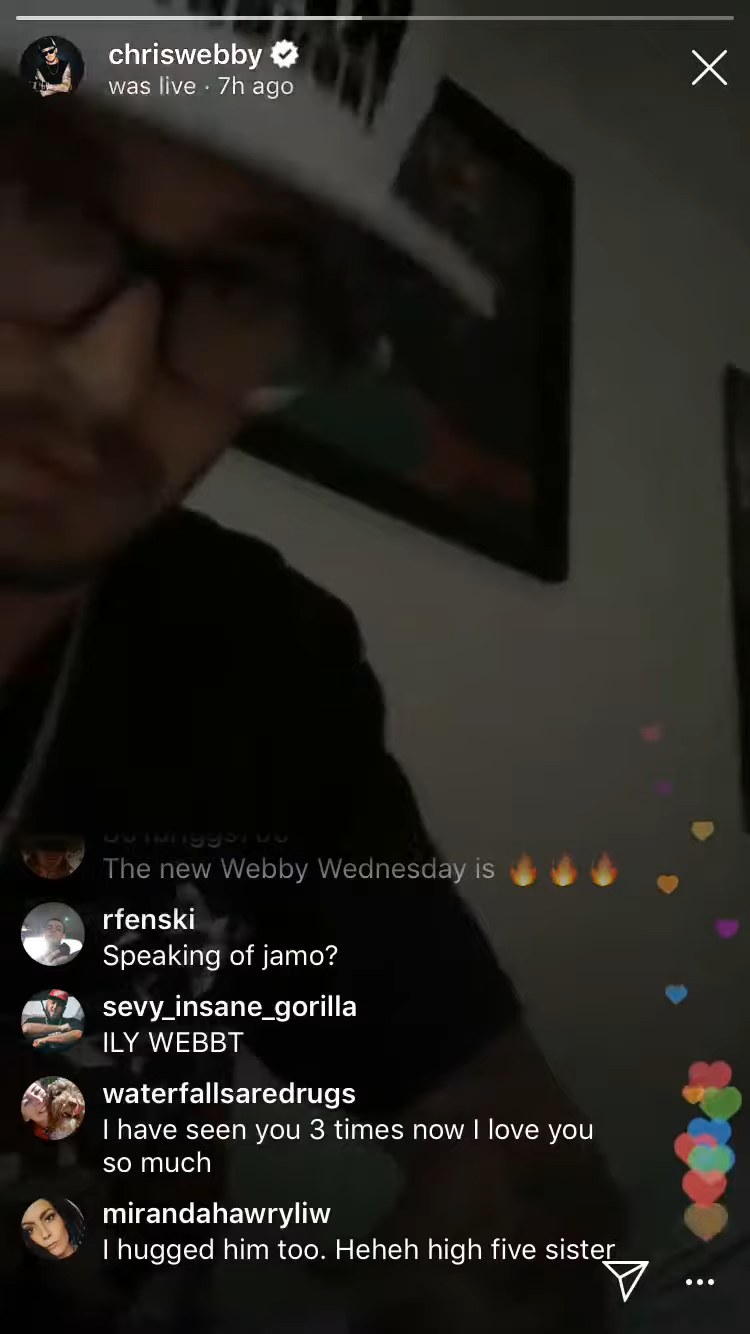 chriswebby
was live · 7h ago
The new Webby Wednesday is 🔥🔥🔥
rfenski
Speaking of jamo?
sevy_insane_gorilla
ILY WEBBT
waterfallsaredrugs
I have seen you 3 times now I love you
so much
mirandahawryliw
I hugged him too. Heheh high five sister